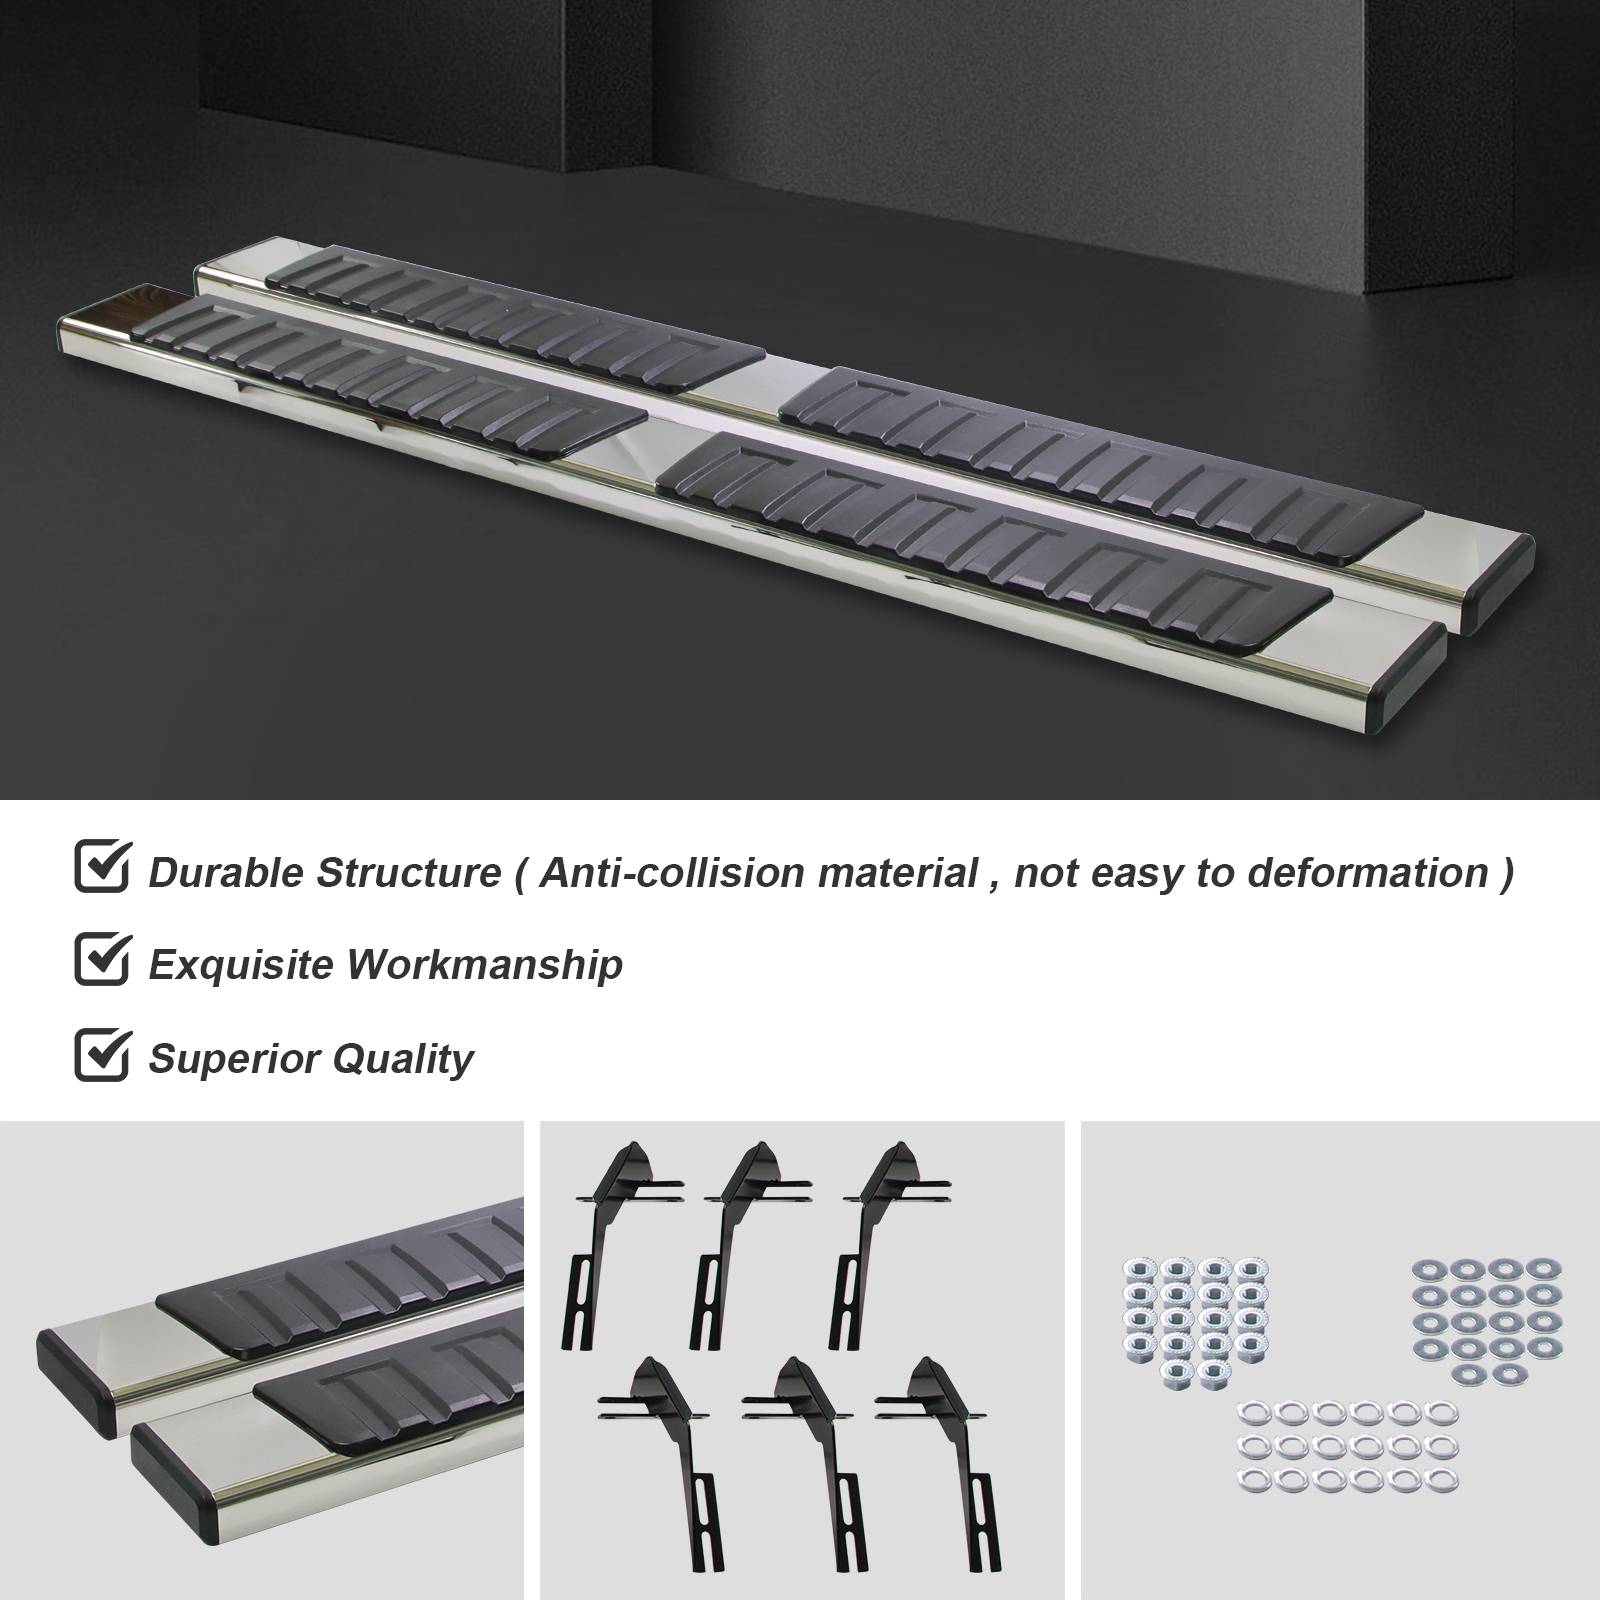 Durable Structure ( Anti-collision material , not easy to deformation )
Exquisite Workmanship
Superior Quality